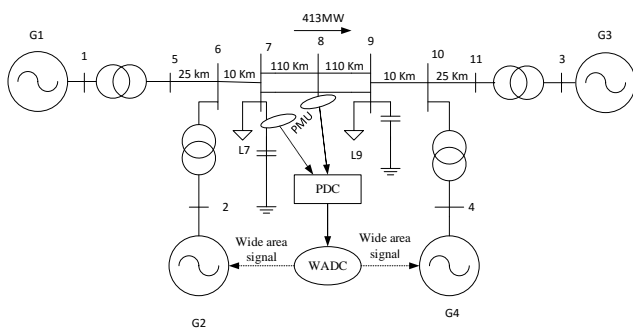 413MW
G1
G3
1
5
6
7
8
9
10
11
3
25 Km
10 Km
110 Km
110 Km
10 Km
25 Km
L7
PMU
L9
PDC
2
4
Wide area
signal
WADC
Wide area
signal
G2
G4